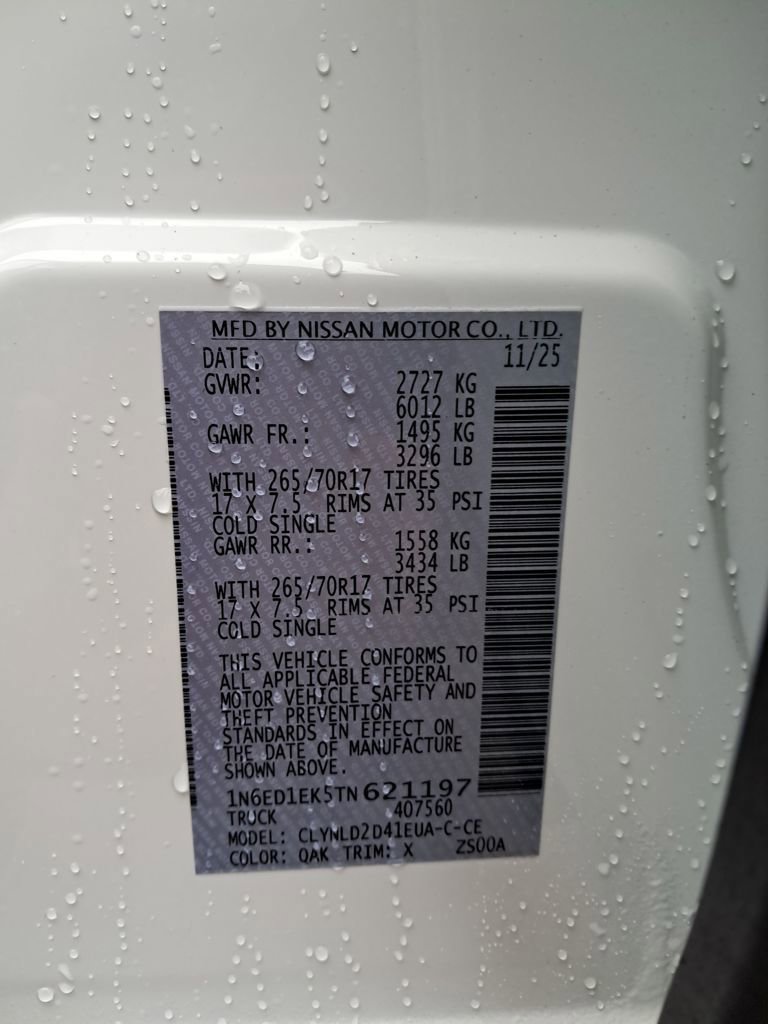 MFD BY NISSAN MOTOR CO., LTD.
DATE: 11/25
GVWR: 2727 KG
6012 LB
GAWR FR.: 1495 KG
3296 LB
WITH 265/70R17 TIRES
17 X 7.5 RIMS AT 35 PSI
COLD SINGLE
GAWR RR.: 1558 KG
3434 LB
WITH 265/70R17 TIRES
17 X 7.5 RIMS AT 35 PSI
COLD SINGLE
THIS VEHICLE CONFORMS TO
ALL APPLICABLE FEDERAL
MOTOR VEHICLE SAFETY AND
THEFT PREVENTION
STANDARDS IN EFFECT ON
THE DATE OF MANUFACTURE
SHOWN ABOVE.
1N6ED1EK5TN621197
TRUCK 407560
MODEL: CLYNLD2D41EUA-C-CE
COLOR: QAK TRIM: X ZS00A